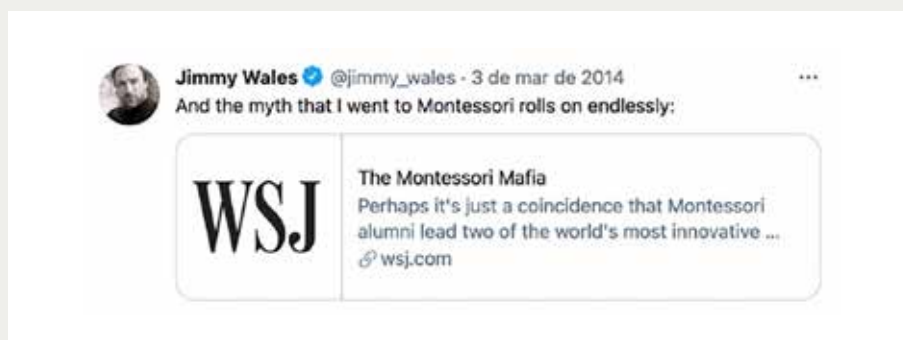 Jimmy Wales @jimmy_wales · 3 de mar de 2014
And the myth that I went to Montessori rolls on endlessly:
WSJ
The Montessori Mafia
Perhaps it's just a coincidence that Montessori
alumni lead two of the world's most innovative ...
wsj.com